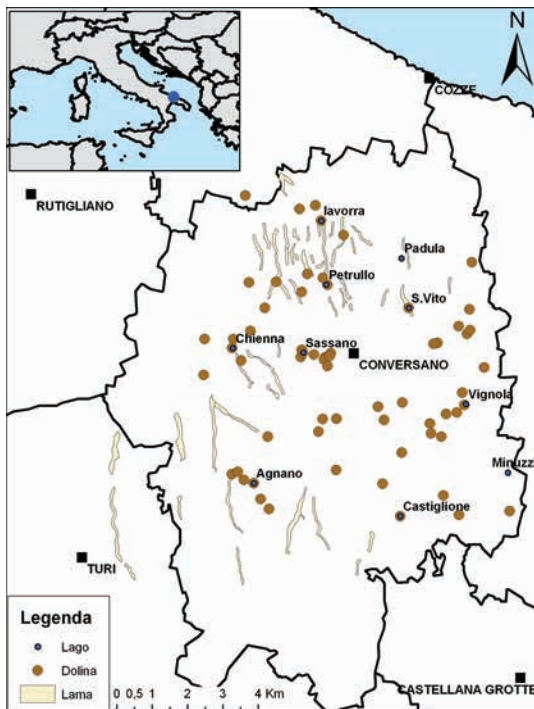 N
COZZE
RUTIGLIANO
Iavorra
Padula
Petrullo
S.Vito
Chienna
Sassano
CONVERSANO
Vignola
Minuzzi
Agnano
Castiglione
TURI
Legenda
Lago
Dolina
Lama
0 0,5 1 2 3 4 Km
CASTELLANA GROTTE